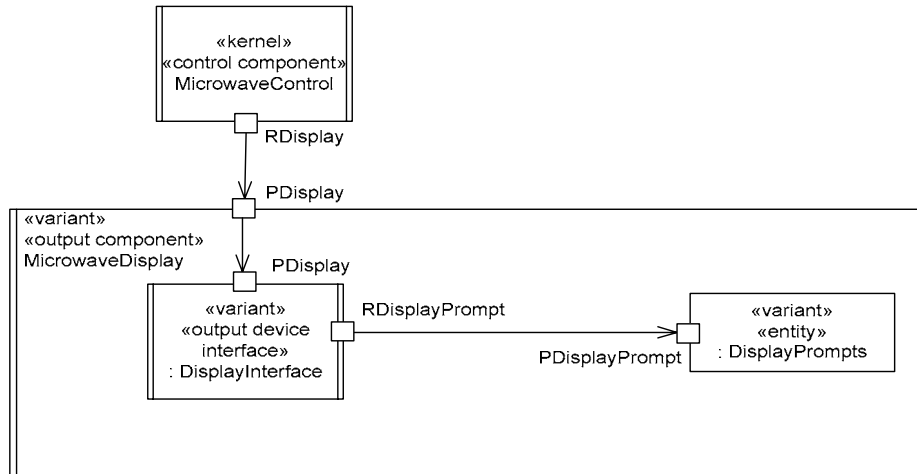 «kernel»
«control component»
MicrowaveControl
RDisplay
PDisplay
«variant»
«output component»
MicrowaveDisplay
PDisplay
«variant»
«output device
interface»
: DisplayInterface
RDisplayPrompt
PDisplayPrompt
«variant»
«entity»
: DisplayPrompts